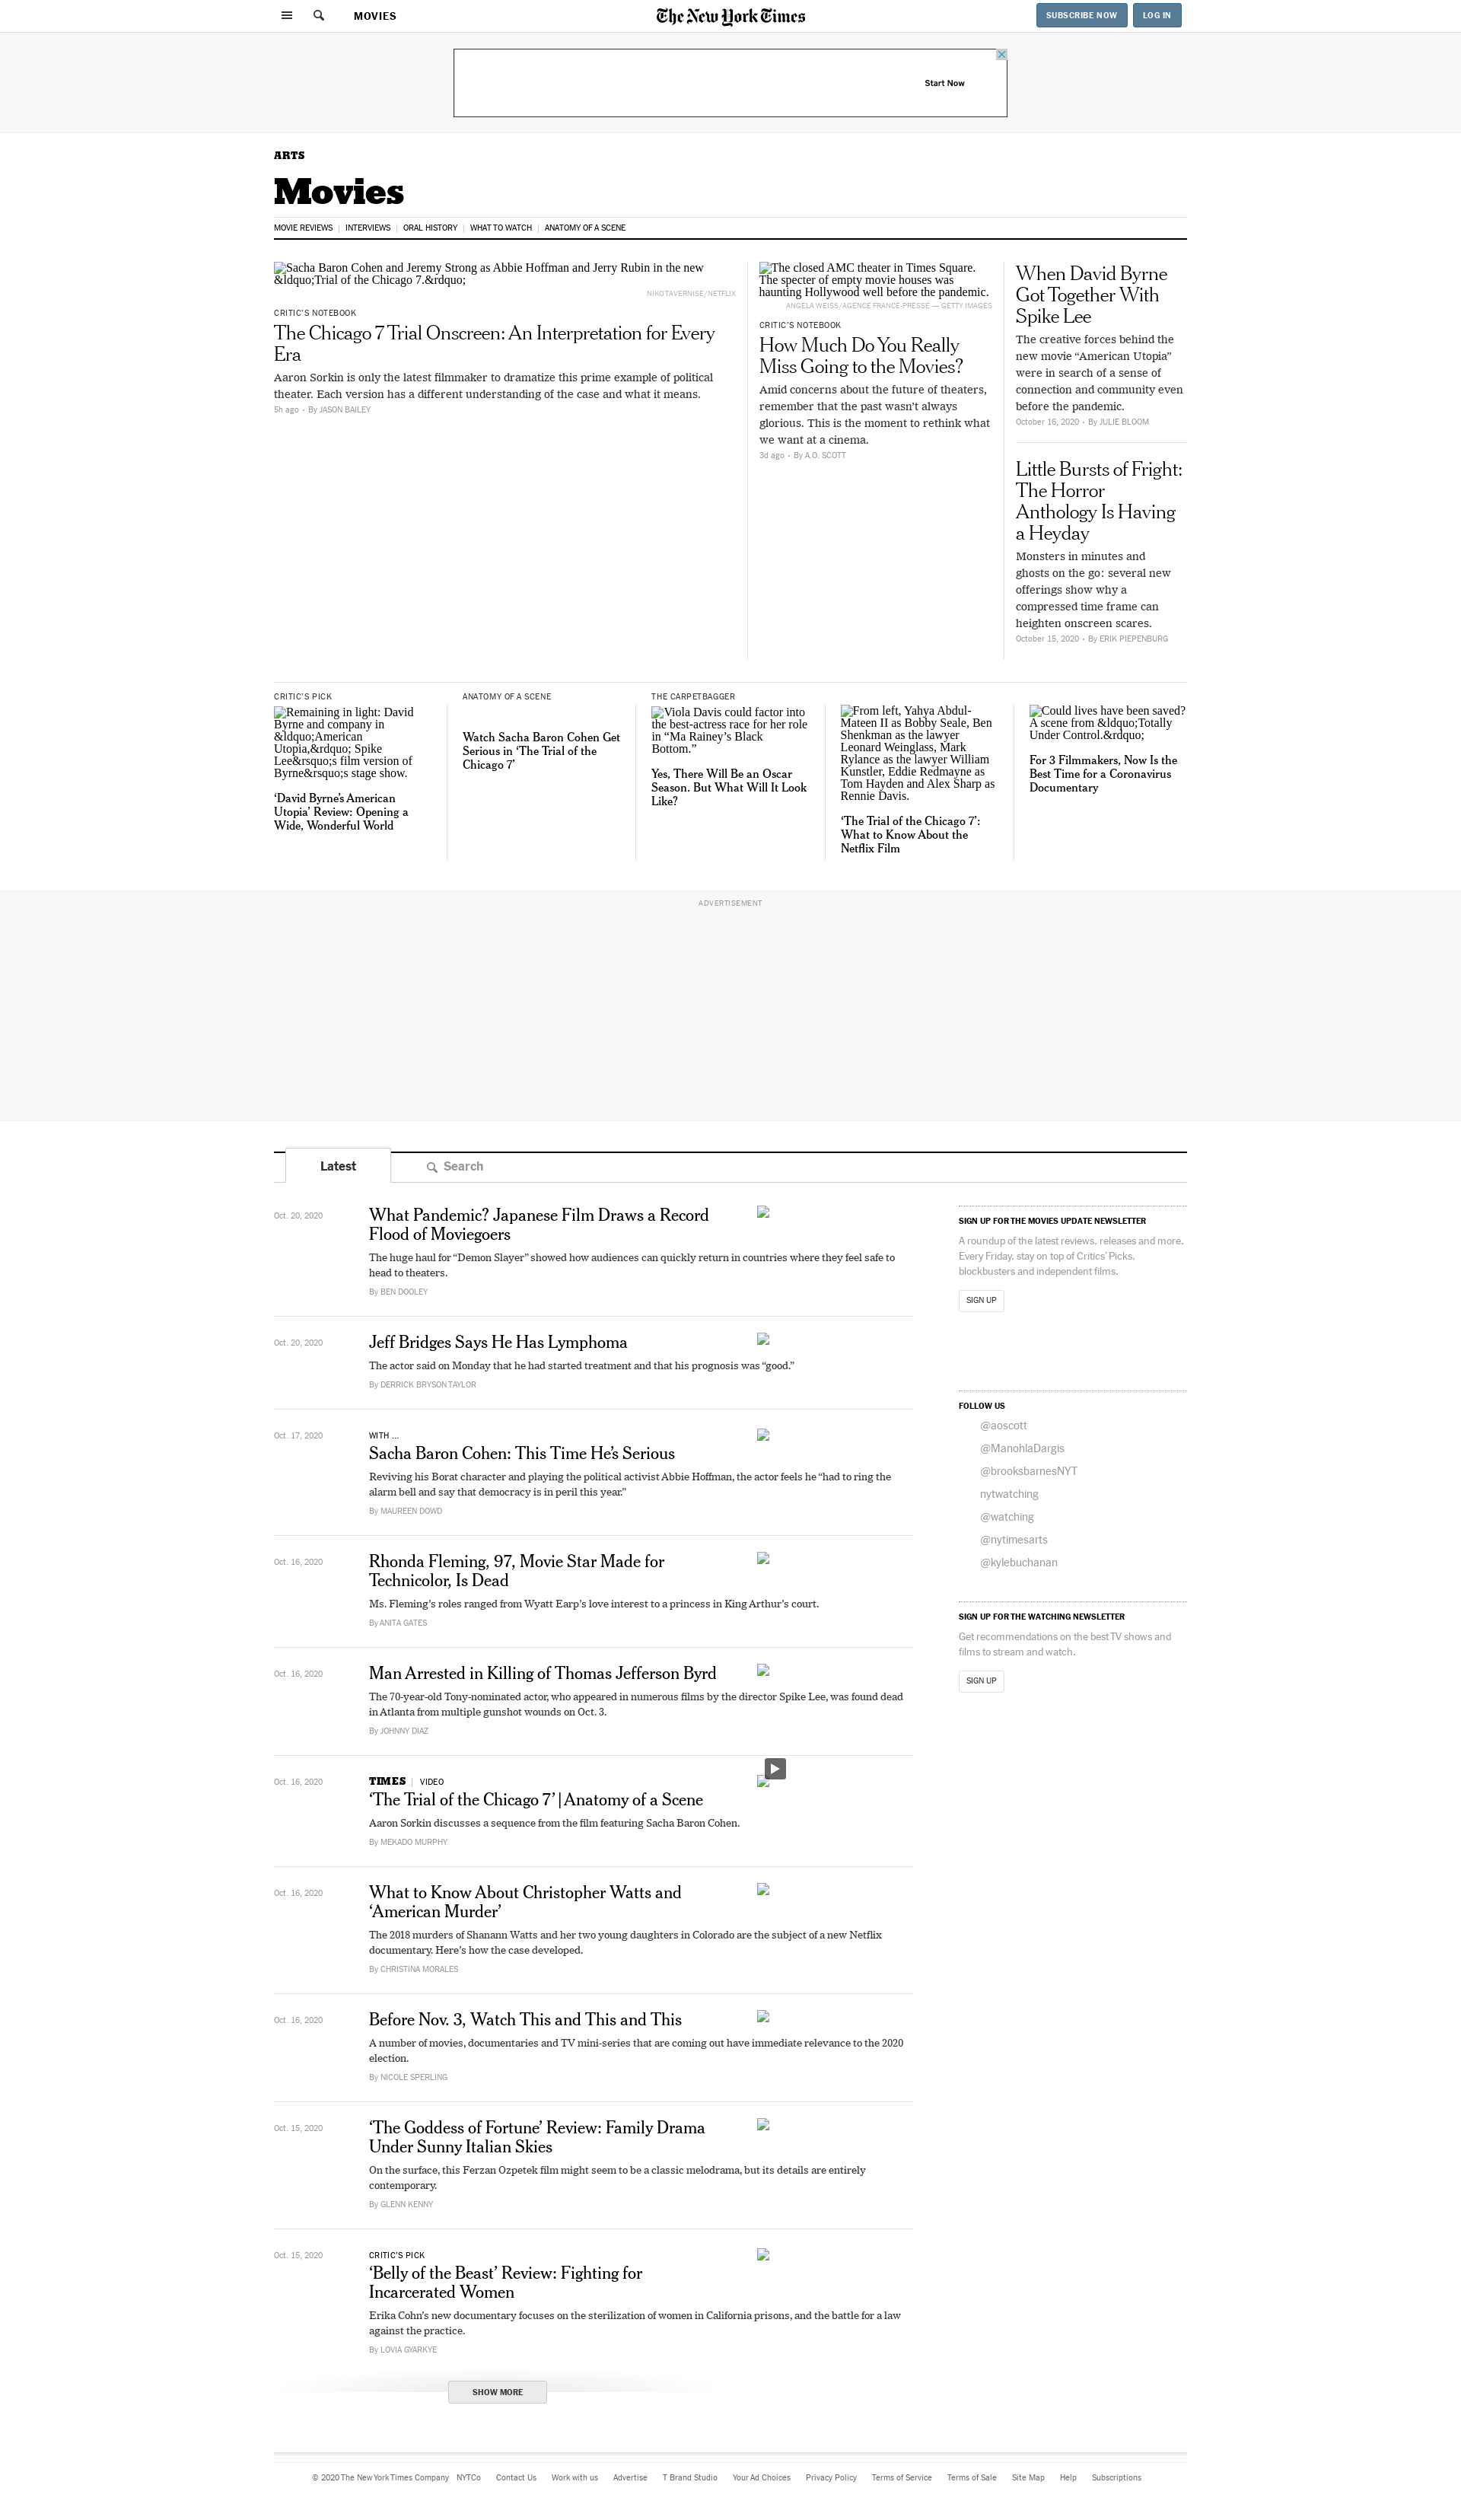 MOVIES
The New York Times
SUBSCRIBE NOW
LOG IN
Start Now
ARTS
Movies
MOVIE REVIEWS
INTERVIEWS
ORAL HISTORY
WHAT TO WATCH
ANATOMY OF A SCENE
Sacha Baron Cohen and Jeremy Strong as Abbie Hoffman and Jerry Rubin in the new
&ldquo;Trial of the Chicago 7.&rdquo;
NIKO TAVERNISE/NETFLIX
CRITIC’S NOTEBOOK
The Chicago 7 Trial Onscreen: An Interpretation for Every
Era
Aaron Sorkin is only the latest filmmaker to dramatize this prime example of political
theater. Each version has a different understanding of the case and what it means.
5h ago • By JASON BAILEY
The closed AMC theater in Times Square.
The specter of empty movie houses was
haunting Hollywood well before the pandemic.
ANGELA WEISS/AGENCE FRANCE-PRESSE — GETTY IMAGES
CRITIC’S NOTEBOOK
How Much Do You Really
Miss Going to the Movies?
Amid concerns about the future of theaters,
remember that the past wasn’t always
glorious. This is the moment to rethink what
we want at a cinema.
3d ago • By A.O. SCOTT
When David Byrne
Got Together With
Spike Lee
The creative forces behind the
new movie “American Utopia”
were in search of a sense of
connection and community even
before the pandemic.
October 16, 2020 • By JULIE BLOOM
Little Bursts of Fright:
The Horror
Anthology Is Having
a Heyday
Monsters in minutes and
ghosts on the go: several new
offerings show why a
compressed time frame can
heighten onscreen scares.
October 15, 2020 • By ERIK PIEPENBURG
CRITIC’S PICK
Remaining in light: David
Byrne and company in
&ldquo;American
Utopia,&rdquo; Spike
Lee&rsquo;s film version of
Byrne&rsquo;s stage show.
‘David Byrne’s American
Utopia’ Review: Opening a
Wide, Wonderful World
ANATOMY OF A SCENE
Watch Sacha Baron Cohen Get
Serious in ‘The Trial of the
Chicago 7’
THE CARPETBAGGER
Viola Davis could factor into
the best-actress race for her role
in “Ma Rainey’s Black
Bottom.”
Yes, There Will Be an Oscar
Season. But What Will It Look
Like?
From left, Yahya Abdul-
Mateen II as Bobby Seale, Ben
Shenkman as the lawyer
Leonard Weinglass, Mark
Rylance as the lawyer William
Kunstler, Eddie Redmayne as
Tom Hayden and Alex Sharp as
Rennie Davis.
‘The Trial of the Chicago 7’:
What to Know About the
Netflix Film
Could lives have been saved?
A scene from &ldquo;Totally
Under Control.&rdquo;
For 3 Filmmakers, Now Is the
Best Time for a Coronavirus
Documentary
ADVERTISEMENT
Latest
Search
Oct. 20, 2020
What Pandemic? Japanese Film Draws a Record
Flood of Moviegoers
The huge haul for “Demon Slayer” showed how audiences can quickly return in countries where they feel safe to
head to theaters.
By BEN DOOLEY
Oct. 20, 2020
Jeff Bridges Says He Has Lymphoma
The actor said on Monday that he had started treatment and that his prognosis was “good.”
By DERRICK BRYSON TAYLOR
Oct. 17, 2020
WITH ...
Sacha Baron Cohen: This Time He’s Serious
Reviving his Borat character and playing the political activist Abbie Hoffman, the actor feels he “had to ring the
alarm bell and say that democracy is in peril this year.”
By MAUREEN DOWD
Oct. 16, 2020
Rhonda Fleming, 97, Movie Star Made for
Technicolor, Is Dead
Ms. Fleming’s roles ranged from Wyatt Earp’s love interest to a princess in King Arthur’s court.
By ANITA GATES
Oct. 16, 2020
Man Arrested in Killing of Thomas Jefferson Byrd
The 70-year-old Tony-nominated actor, who appeared in numerous films by the director Spike Lee, was found dead
in Atlanta from multiple gunshot wounds on Oct. 3.
By JOHNNY DIAZ
Oct. 16, 2020
TIMES | VIDEO
‘The Trial of the Chicago 7’ | Anatomy of a Scene
Aaron Sorkin discusses a sequence from the film featuring Sacha Baron Cohen.
By MEKADO MURPHY
Oct. 16, 2020
What to Know About Christopher Watts and
‘American Murder’
The 2018 murders of Shanann Watts and her two young daughters in Colorado are the subject of a new Netflix
documentary. Here’s how the case developed.
By CHRISTINA MORALES
Oct. 16, 2020
Before Nov. 3, Watch This and This and This
A number of movies, documentaries and TV mini-series that are coming out have immediate relevance to the 2020
election.
By NICOLE SPERLING
Oct. 15, 2020
‘The Goddess of Fortune’ Review: Family Drama
Under Sunny Italian Skies
On the surface, this Ferzan Ozpetek film might seem to be a classic melodrama, but its details are entirely
contemporary.
By GLENN KENNY
Oct. 15, 2020
CRITIC’S PICK
‘Belly of the Beast’ Review: Fighting for
Incarcerated Women
Erika Cohn’s new documentary focuses on the sterilization of women in California prisons, and the battle for a law
against the practice.
By LOVIA GYARKYE
SHOW MORE
SIGN UP FOR THE MOVIES UPDATE NEWSLETTER
A roundup of the latest reviews, releases and more.
Every Friday, stay on top of Critics’ Picks,
blockbusters and independent films.
SIGN UP
FOLLOW US
@aoscott
@ManohlaDargis
@brooksbarnesNYT
nytwatching
@watching
@nytimesarts
@kylebuchanan
SIGN UP FOR THE WATCHING NEWSLETTER
Get recommendations on the best TV shows and
films to stream and watch.
SIGN UP
© 2020 The New York Times Company NYTCo Contact Us Work with us Advertise T Brand Studio Your Ad Choices Privacy Policy Terms of Service Terms of Sale Site Map Help Subscriptions